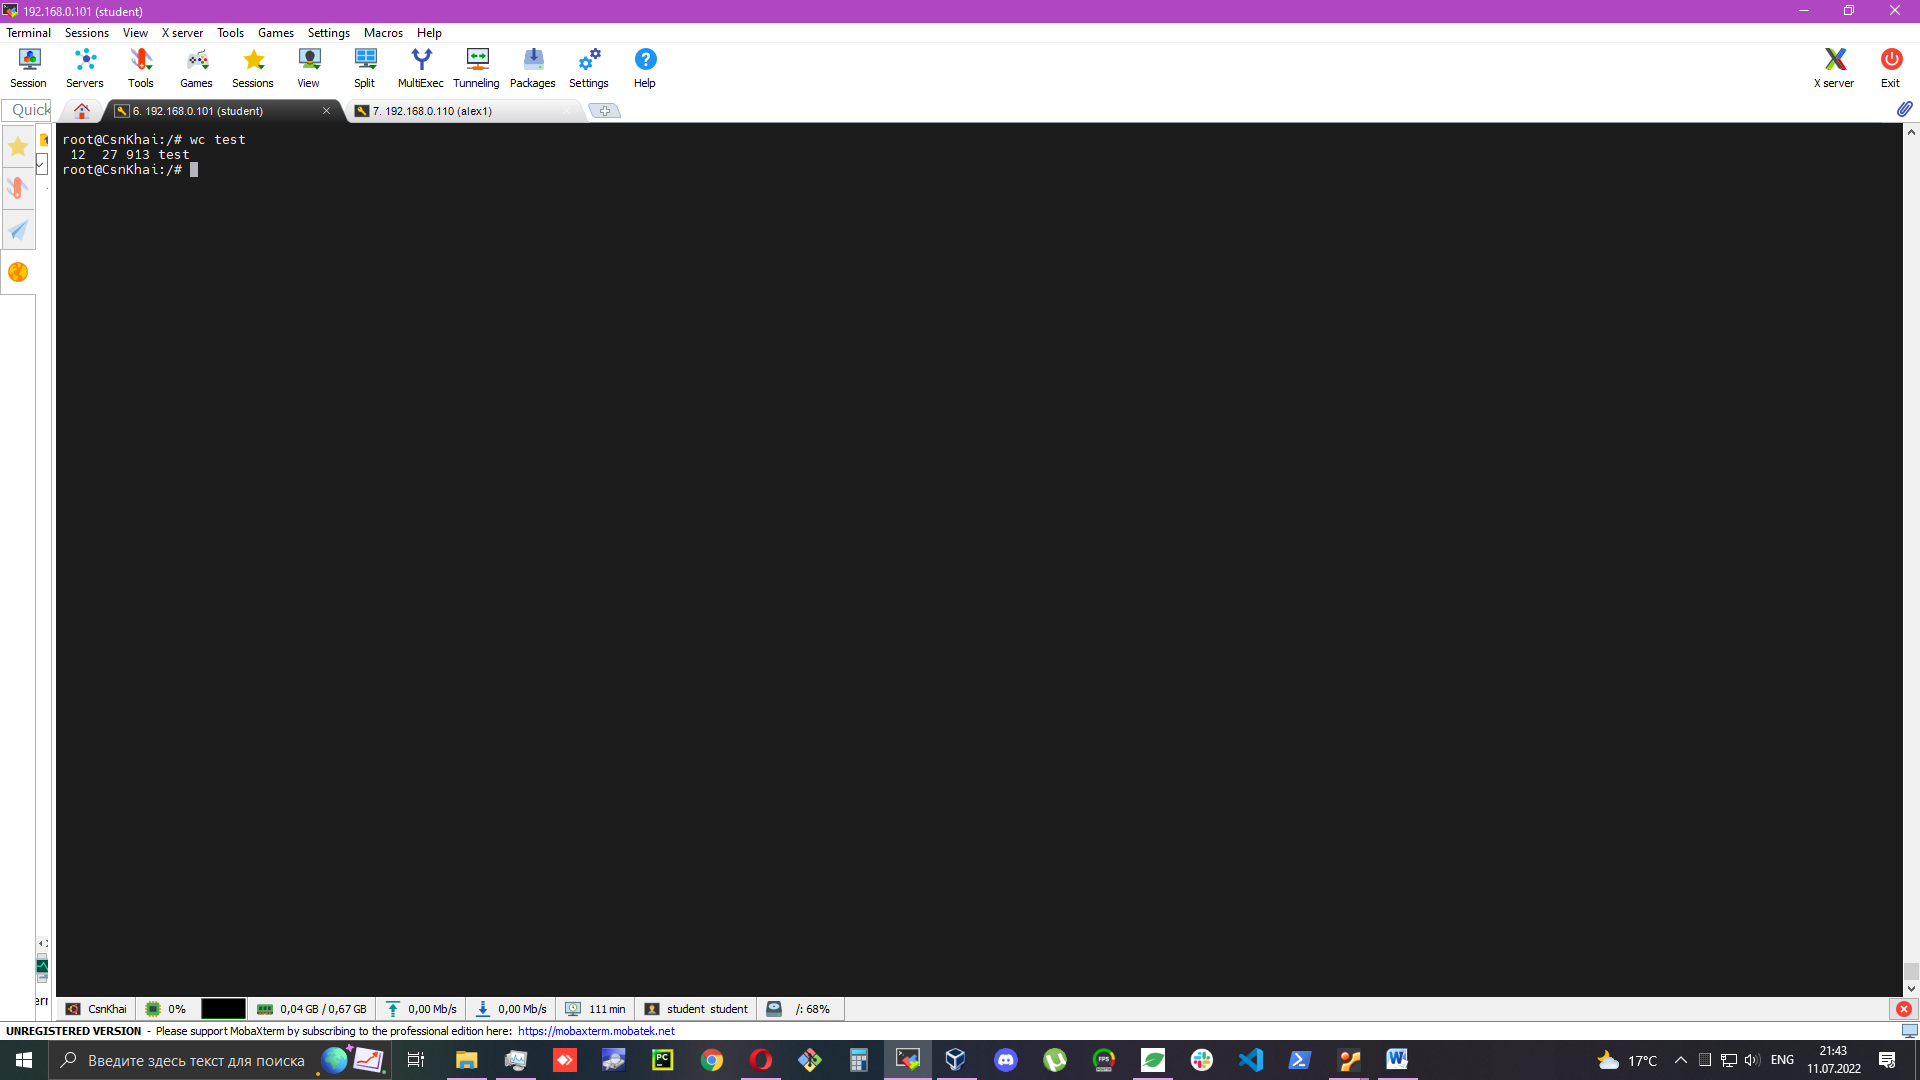 192.168.0.101 (student)
Terminal Sessions View X server Tools Games Settings Macros Help
Session Servers Tools Games Sessions View Split MultiExec Tunneling Packages Settings Help X server Exit
Quick 6. 192.168.0.101 (student) 7. 192.168.0.110 (alex1)
root@CsnKhai:/# wc test
12 27 913 test
root@CsnKhai:/#
CsnKhai 0% 0,04 GB / 0,67 GB 0,00 Mb/s 0,00 Mb/s 111 min student student /: 68%
UNREGISTERED VERSION - Please support MobaXterm by subscribing to the professional edition here: https://mobaxterm.mobatek.net
Введите здесь текст для поиска 17°C ENG 21:43
11.07.2022